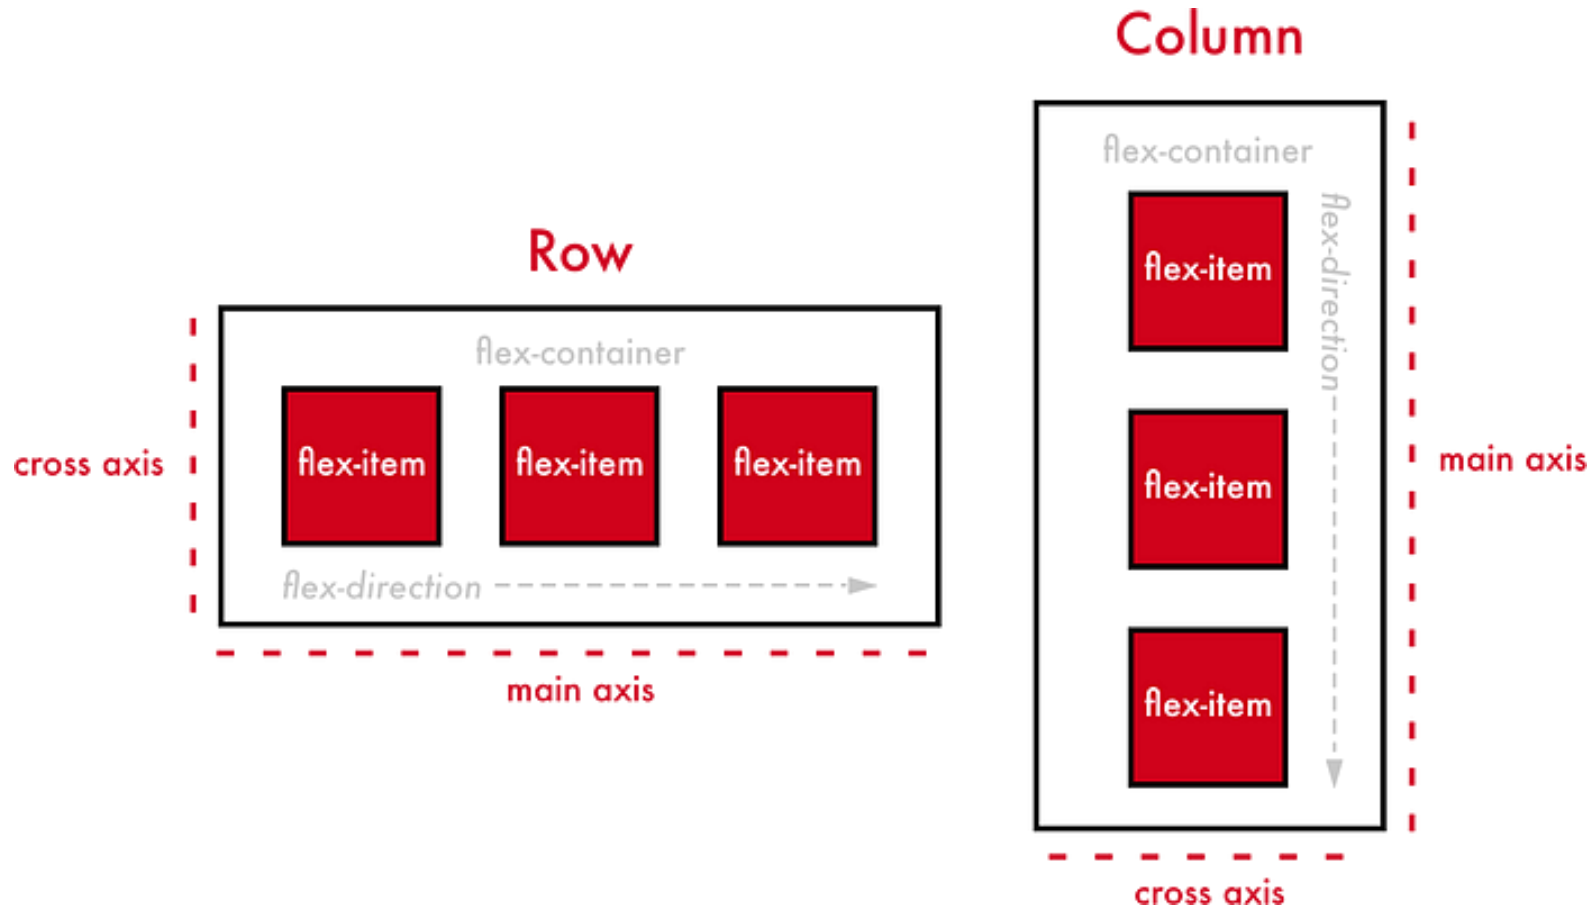 Row
flex-container
cross axis
flex-item flex-item flex-item
flex-direction
main axis
Column
flex-container
flex-direction
flex-item
flex-item
flex-item
main axis
cross axis